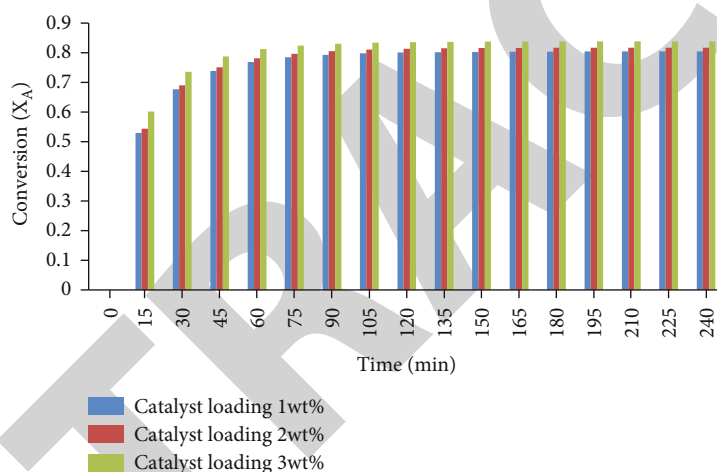 0.9
0.8
0.7
0.6
0.5
0.4
0.3
0.2
0.1
0
Conversion (X_A)
0 15 30 45 60 75 90 105 120 135 150 165 180 195 210 225 240
Time (min)
Catalyst loading 1wt%
Catalyst loading 2wt%
Catalyst loading 3wt%
TRAC